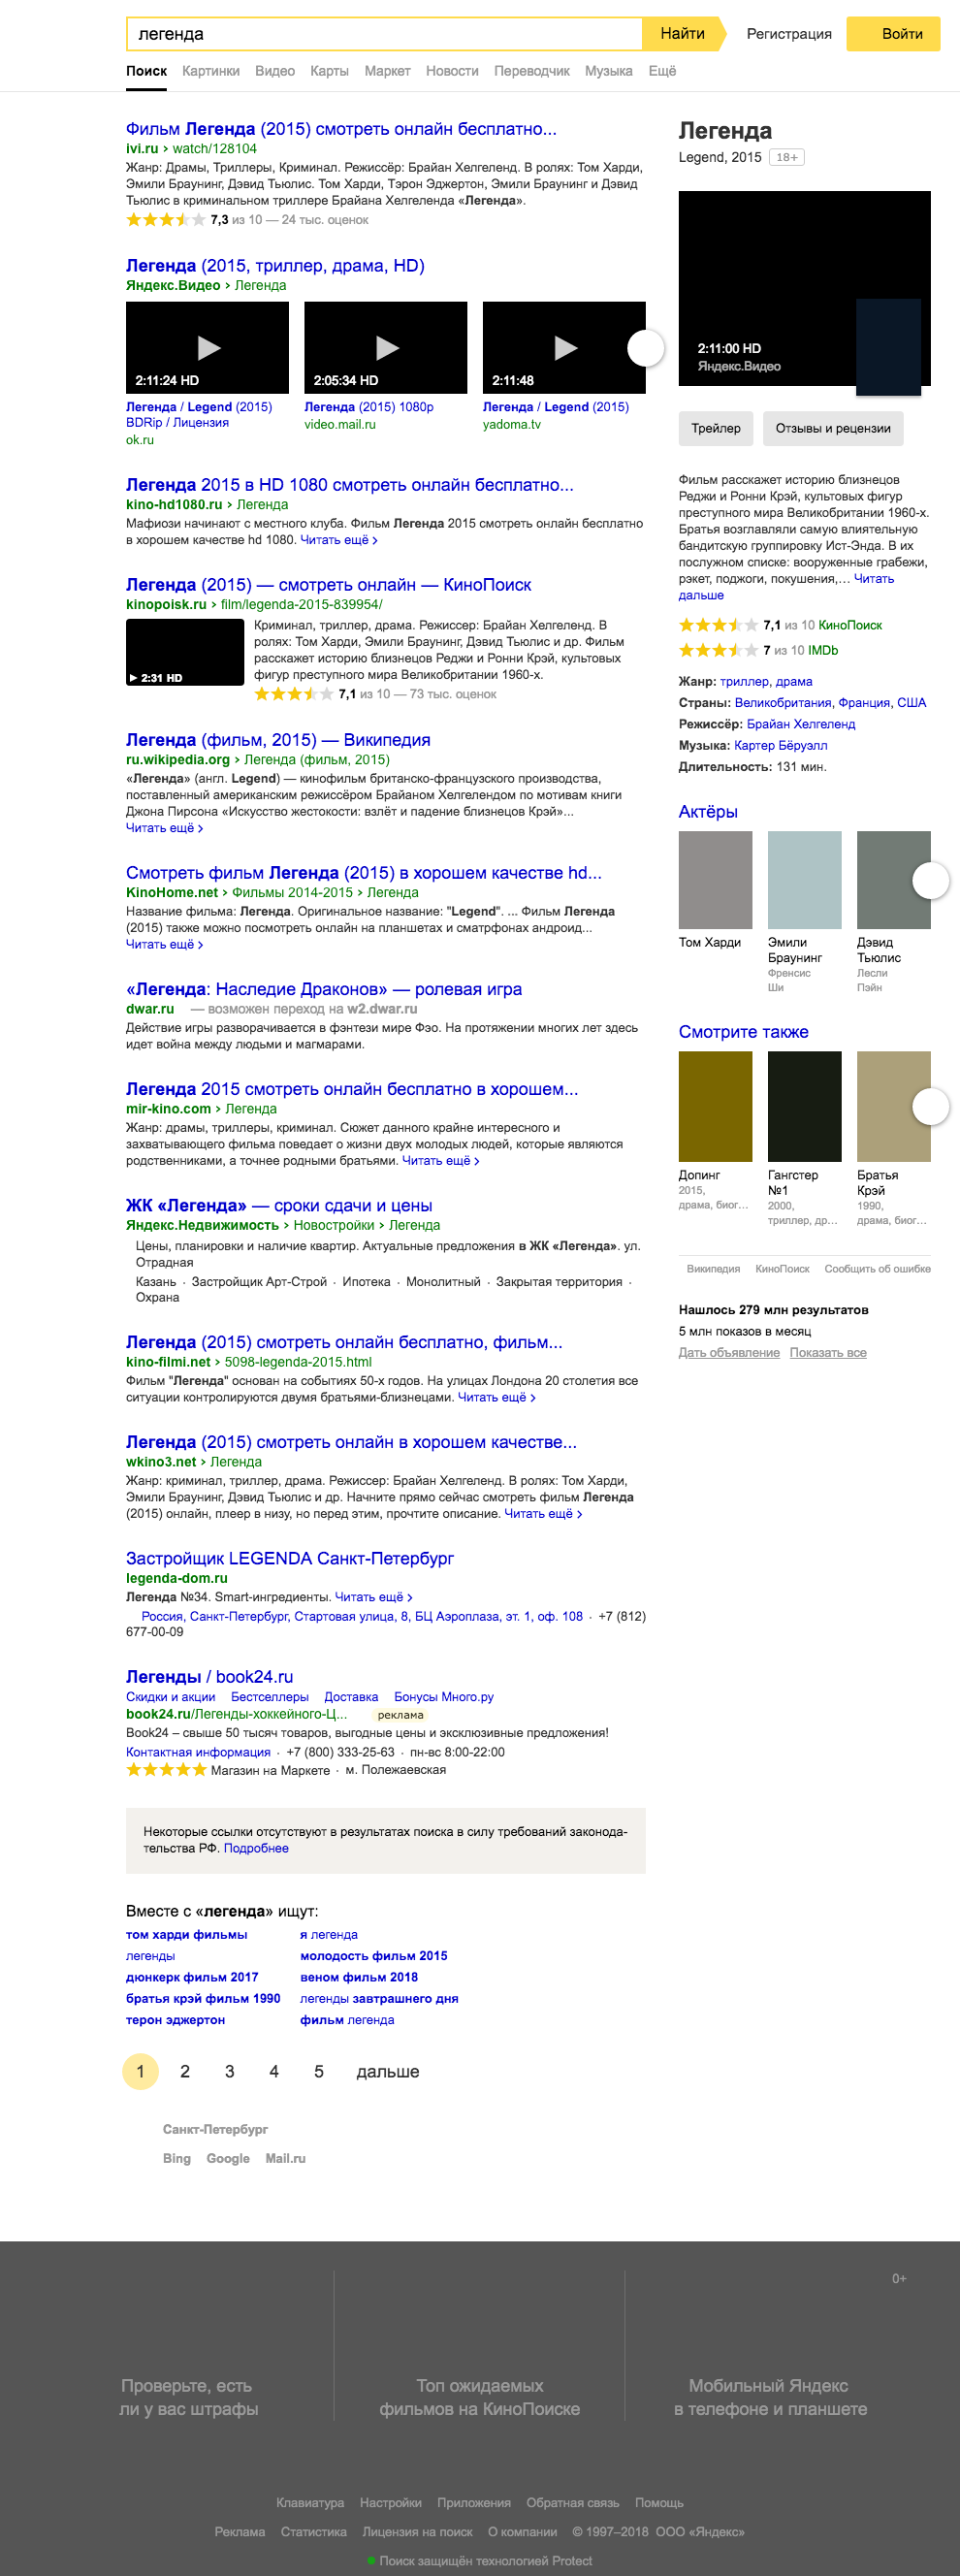 легенда
Найти
Регистрация
Войти
Поиск Картинки Видео Карты Маркет Новости Переводчик Музыка Ещё
Фильм Легенда (2015) смотреть онлайн бесплатно...
ivi.ru › watch/128104
Жанр: Драмы, Триллеры, Криминал. Режиссёр: Брайан Хелгеленд. В ролях: Том Харди,
Эмили Браунинг, Дэвид Тьюлис. Том Харди, Тэрон Эджертон, Эмили Браунинг и Дэвид
Тьюлис в криминальном триллере Брайана Хелгеленда «Легенда».
7,3 из 10 — 24 тыс. оценок
Легенда (2015, триллер, драма, HD)
Яндекс.Видео › Легенда
2:11:24 HD
2:05:34 HD
2:11:48
Легенда / Legend (2015)
BDRip / Лицензия
ok.ru
Легенда (2015) 1080p
video.mail.ru
Легенда / Legend (2015)
yadoma.tv
Легенда 2015 в HD 1080 смотреть онлайн бесплатно...
kino-hd1080.ru › Легенда
Мафиози начинают с местного клуба. Фильм Легенда 2015 смотреть онлайн бесплатно
в хорошем качестве hd 1080. Читать ещё ›
Легенда (2015) — смотреть онлайн — КиноПоиск
kinopoisk.ru › film/legenda-2015-839954/
2:31 HD
Криминал, триллер, драма. Режиссер: Брайан Хелгеленд. В
ролях: Том Харди, Эмили Браунинг, Дэвид Тьюлис и др. Фильм
расскажет историю близнецов Реджи и Ронни Крэй, культовых
фигур преступного мира Великобритании 1960-х.
7,1 из 10 — 73 тыс. оценок
Легенда (фильм, 2015) — Википедия
ru.wikipedia.org › Легенда (фильм, 2015)
«Легенда» (англ. Legend) — кинофильм британско-французского производства,
поставленный американским режиссёром Брайаном Хелгелендом по мотивам книги
Джона Пирсона «Искусство жестокости: взлёт и падение близнецов Крэй»...
Читать ещё ›
Смотреть фильм Легенда (2015) в хорошем качестве hd...
KinoHome.net › Фильмы 2014-2015 › Легенда
Название фильма: Легенда. Оригинальное название: "Legend". ... Фильм Легенда
(2015) также можно посмотреть онлайн на планшетах и сматрфонах андроид...
Читать ещё ›
«Легенда: Наследие Драконов» — ролевая игра
dwar.ru — возможен переход на w2.dwar.ru
Действие игры разворачивается в фэнтези мире Фэо. На протяжении многих лет здесь
идет война между людьми и магмарами.
Легенда 2015 смотреть онлайн бесплатно в хорошем...
mir-kino.com › Легенда
Жанр: драмы, триллеры, криминал. Сюжет данного крайне интересного и
захватывающего фильма поведает о жизни двух молодых людей, которые являются
родственниками, а точнее родными братьями. Читать ещё ›
ЖК «Легенда» — сроки сдачи и цены
Яндекс.Недвижимость › Новостройки › Легенда
Цены, планировки и наличие квартир. Актуальные предложения в ЖК «Легенда». ул.
Отрадная
Казань · Застройщик Арт-Строй · Ипотека · Монолитный · Закрытая территория ·
Охрана
Легенда (2015) смотреть онлайн бесплатно, фильм...
kino-filmi.net › 5098-legenda-2015.html
Фильм "Легенда" основан на событиях 50-х годов. На улицах Лондона 20 столетия все
ситуации контролируются двумя братьями-близнецами. Читать ещё ›
Легенда (2015) смотреть онлайн в хорошем качестве...
wkino3.net › Легенда
Жанр: криминал, триллер, драма. Режиссер: Брайан Хелгеленд. В ролях: Том Харди,
Эмили Браунинг, Дэвид Тьюлис и др. Начните прямо сейчас смотреть фильм Легенда
(2015) онлайн, плеер в низу, но перед этим, прочтите описание. Читать ещё ›
Застройщик LEGENDA Санкт-Петербург
legenda-dom.ru
Легенда №34. Smart-ингредиенты. Читать ещё ›
Россия, Санкт-Петербург, Стартовая улица, 8, БЦ Аэроплаза, эт. 1, оф. 108 · +7 (812)
677-00-09
Легенды / book24.ru
Скидки и акции Бестселлеры Доставка Бонусы Много.ру
book24.ru/Легенды-хоккейного-Ц... реклама
Book24 – свыше 50 тысяч товаров, выгодные цены и эксклюзивные предложения!
Контактная информация · +7 (800) 333-25-63 · пн-вс 8:00-22:00
Магазин на Маркете · м. Полежаевская
Некоторые ссылки отсутствуют в результатах поиска в силу требований законода-
тельства РФ. Подробнее
Вместе с «легенда» ищут:
том харди фильмы
легенды
дюнкерк фильм 2017
братья крэй фильм 1990
терон эджертон
я легенда
молодость фильм 2015
веном фильм 2018
легенды завтрашнего дня
фильм легенда
1 2 3 4 5 дальше
Санкт-Петербург
Bing Google Mail.ru
Легенда
Legend, 2015 18+
2:11:00 HD
Яндекс.Видео
Трейлер
Отзывы и рецензии
Фильм расскажет историю близнецов
Реджи и Ронни Крэй, культовых фигур
преступного мира Великобритании 1960-х.
Братья возглавляли самую влиятельную
бандитскую группировку Ист-Энда. В их
послужном списке: вооруженные грабежи,
рэкет, поджоги, покушения,… Читать
дальше
7,1 из 10 КиноПоиск
7 из 10 IMDb
Жанр: триллер, драма
Страны: Великобритания, Франция, США
Режиссёр: Брайан Хелгеленд
Музыка: Картер Бёруэлл
Длительность: 131 мин.
Актёры
Том Харди
Эмили
Браунинг
Френсис
Ши
Дэвид
Тьюлис
Лесли
Пэйн
Смотрите также
Допинг
2015,
драма, биог…
Гангстер
№1
2000,
триллер, др…
Братья
Крэй
1990,
драма, биог…
Википедия КиноПоиск Сообщить об ошибке
Нашлось 279 млн результатов
5 млн показов в месяц
Дать объявление Показать все
0+
Проверьте, есть
ли у вас штрафы
Топ ожидаемых
фильмов на КиноПоиске
Мобильный Яндекс
в телефоне и планшете
Клавиатура Настройки Приложения Обратная связь Помощь
Реклама Статистика Лицензия на поиск О компании © 1997–2018 ООО «Яндекс»
Поиск защищён технологией Protect